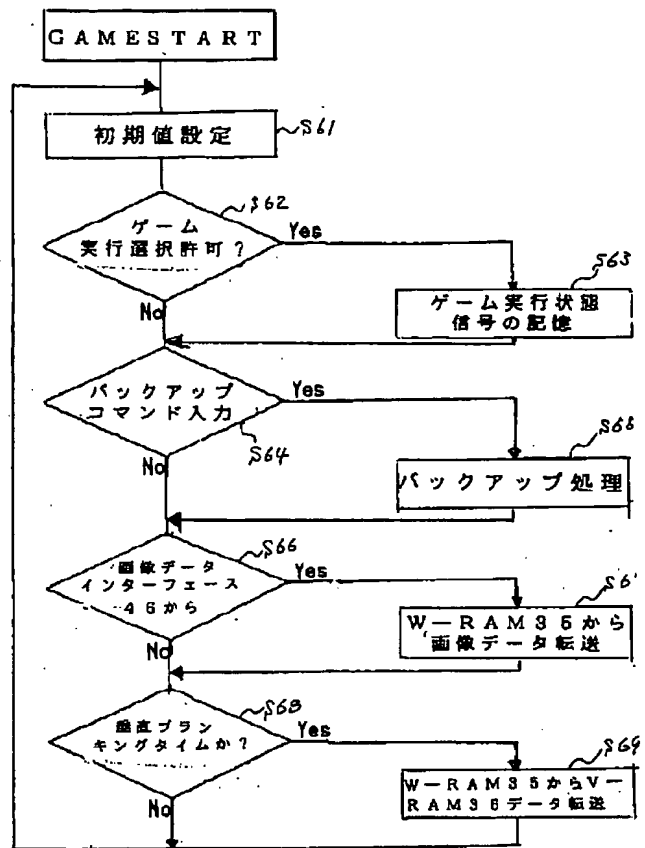 GAMESTART
初期値設定
S61
S62
ゲーム
実行選択許可？
Yes
No
S63
ゲーム実行状態
信号の記憶
バックアップ
コマンド入力
Yes
No
S64
S65
バックアップ処理
画像データ
インターフェース
46から
S66
Yes
No
S6
W－RAM35から
画像データ転送
垂直ブラン
キングタイムか？
S68
Yes
No
S69
W－RAM35からV－
RAM36データ転送